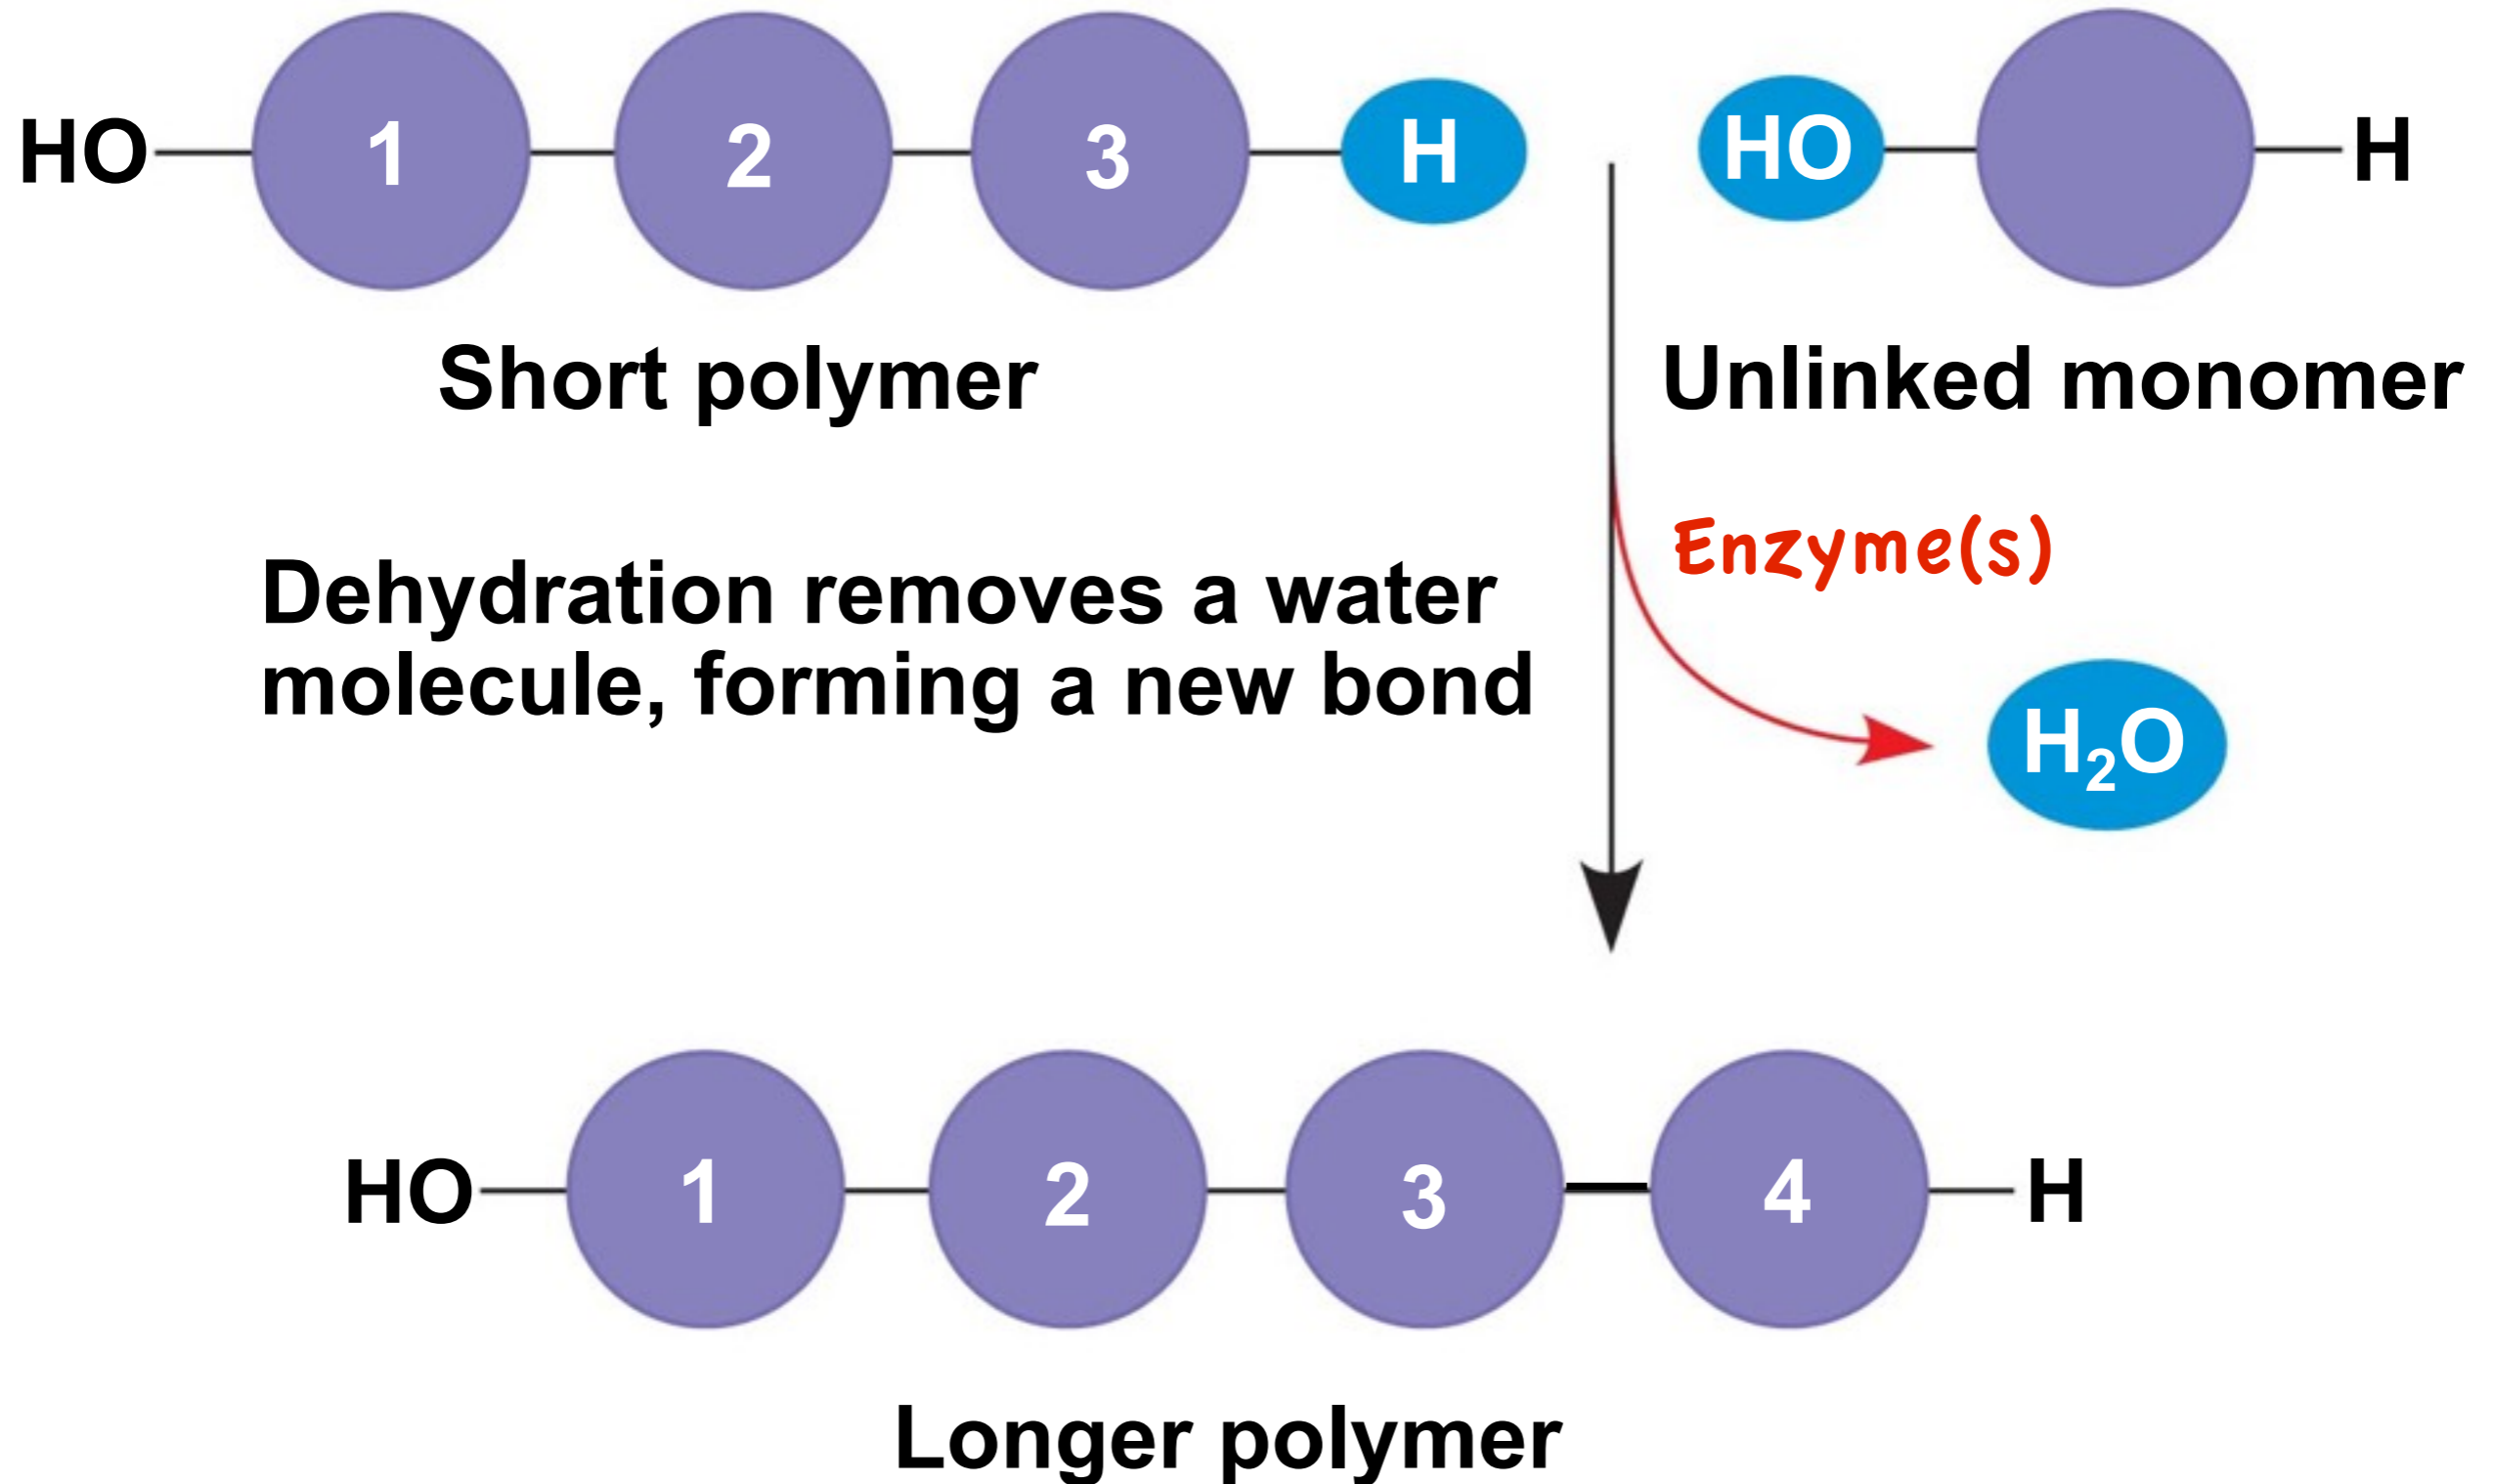 HO 1 2 3 H HO H
Short polymer
Unlinked monomer
Enzyme(s)
Dehydration removes a water
molecule, forming a new bond
H₂O
HO 1 2 3 4 H
Longer polymer